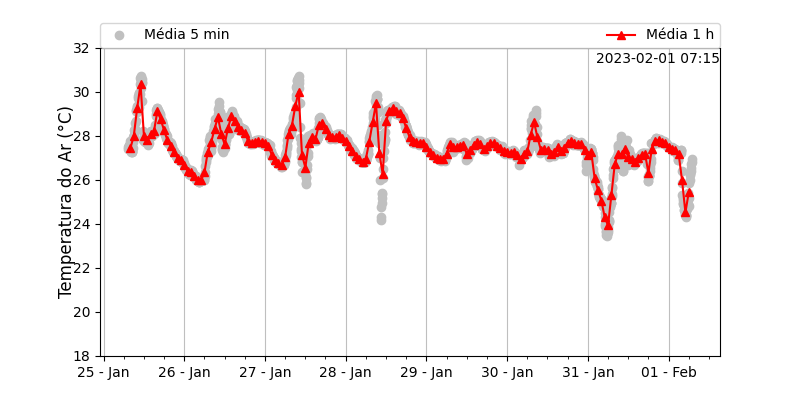 Média 5 min
Média 1 h
2023-02-01 07:15
Temperatura do Ar (°C)
32
30
28
26
24
22
20
18
25 - Jan
26 - Jan
27 - Jan
28 - Jan
29 - Jan
30 - Jan
31 - Jan
01 - Feb